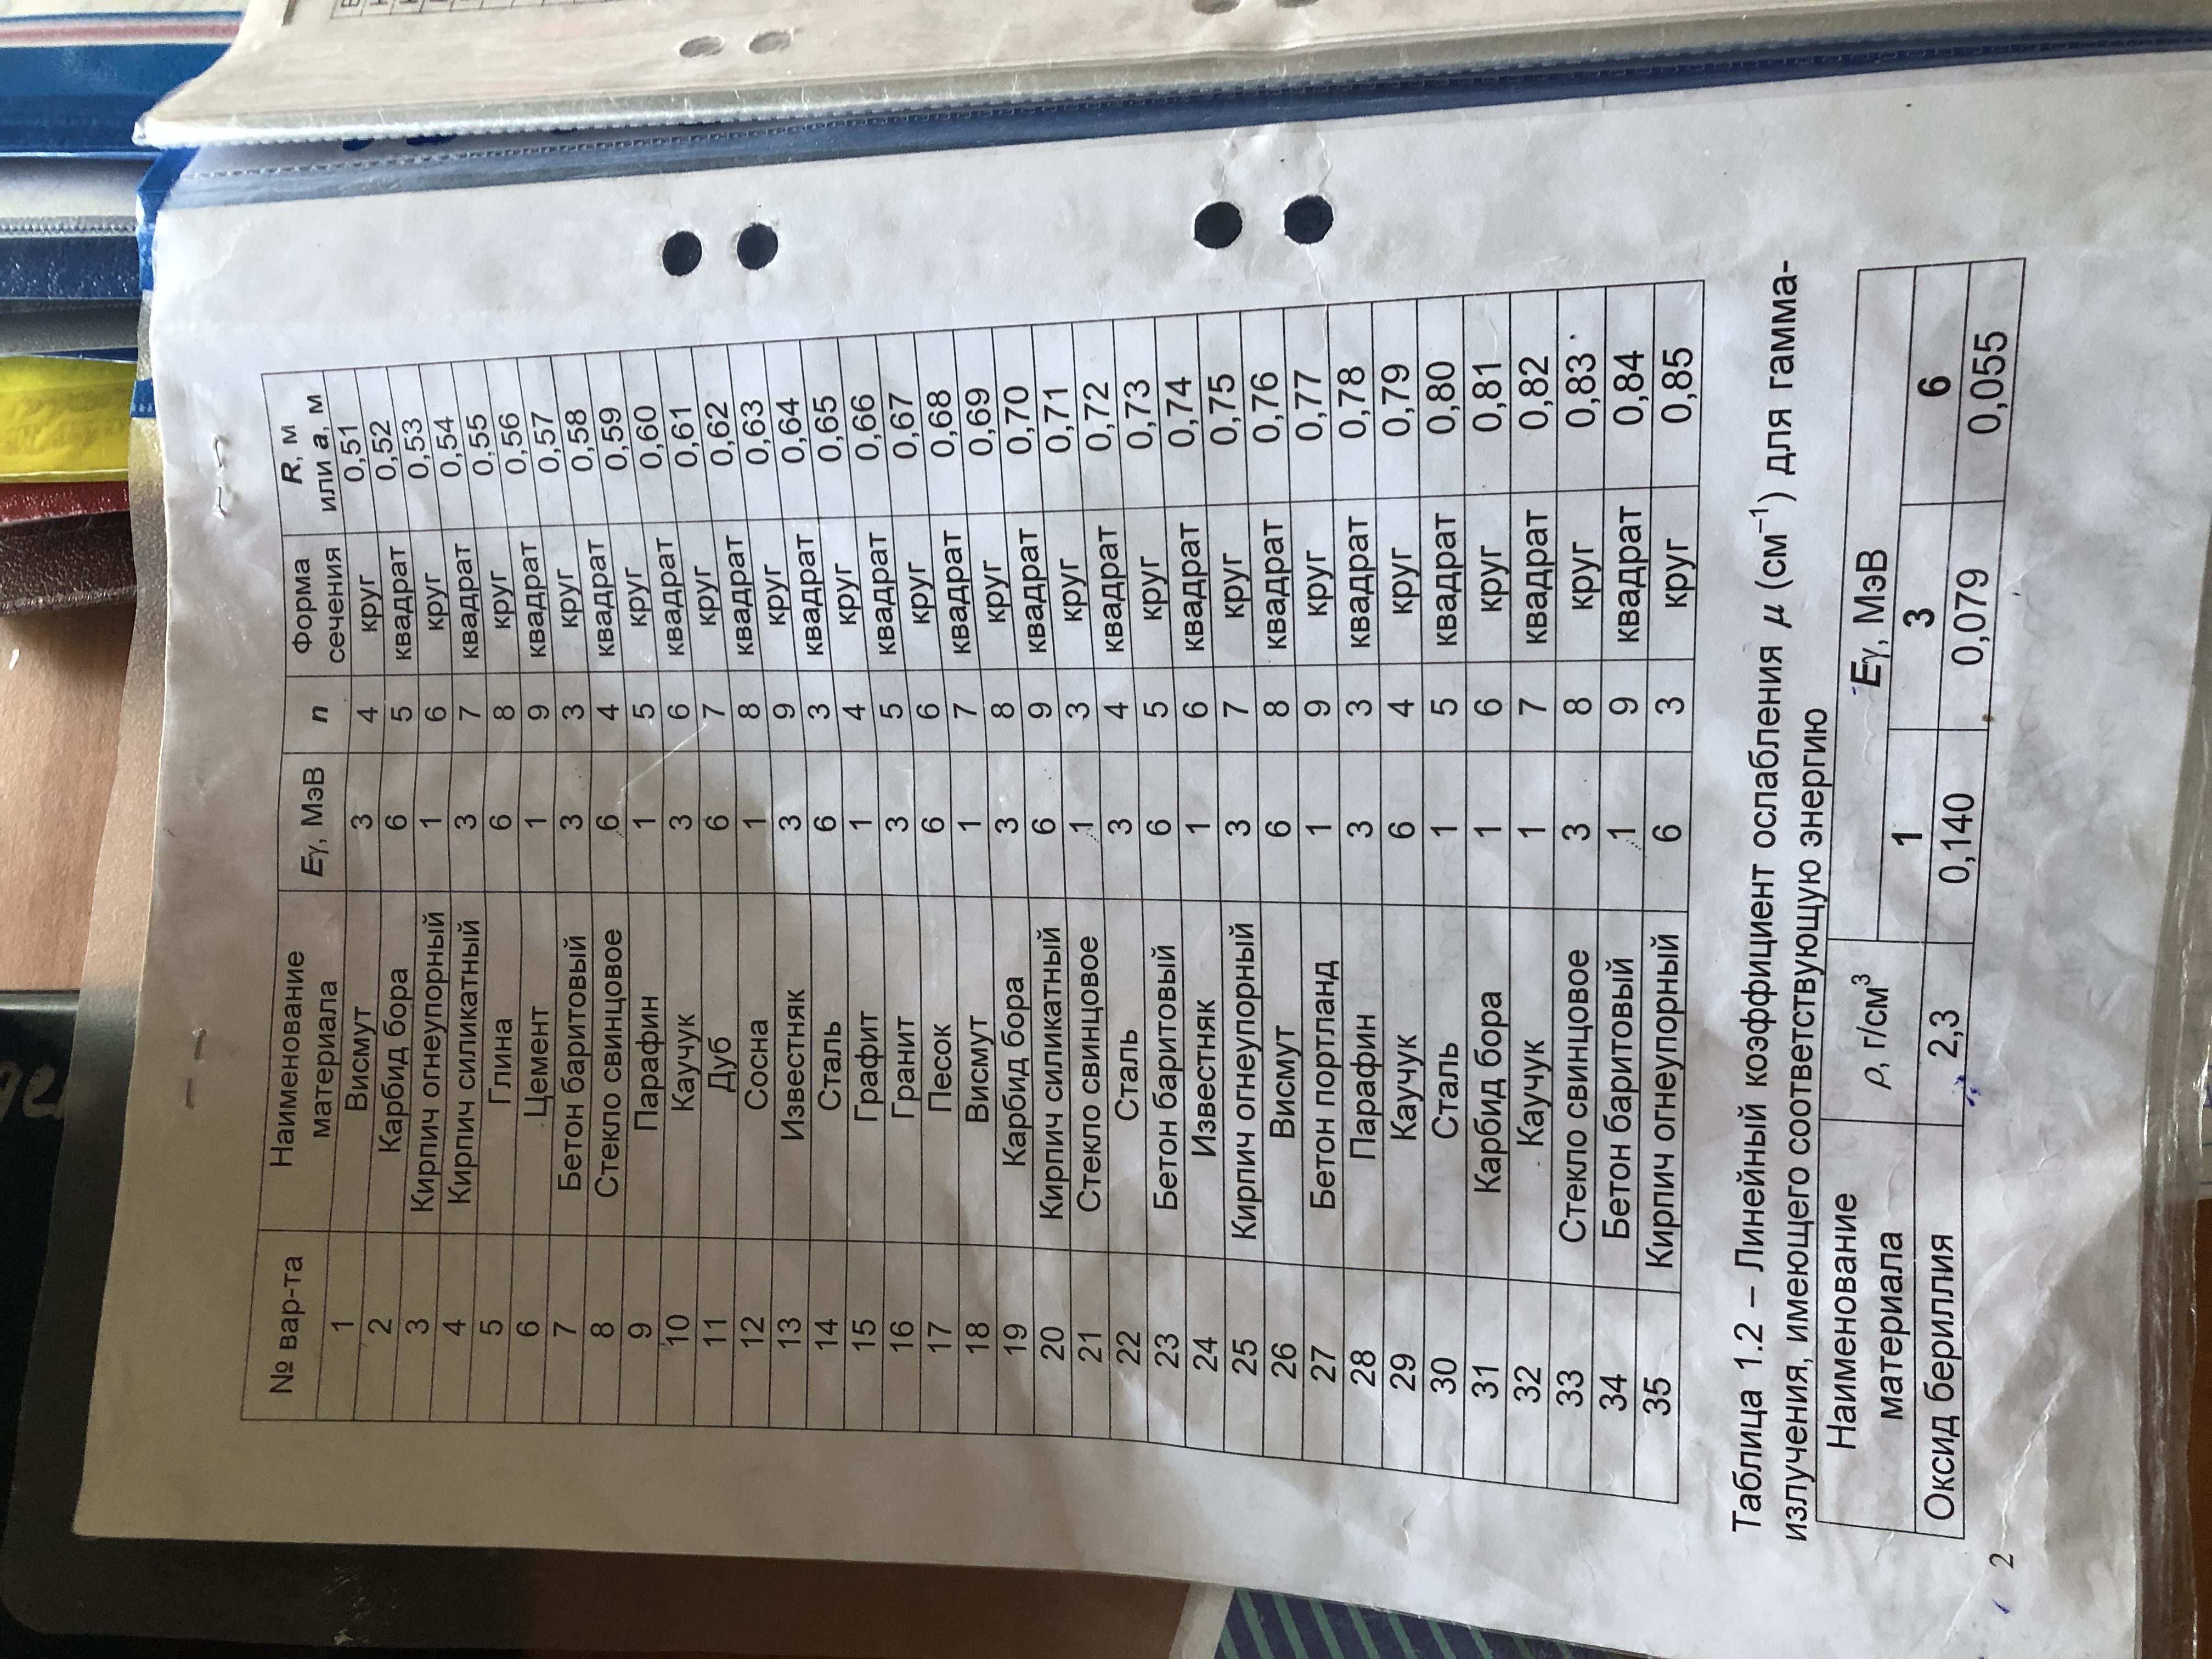 № вар-та Наименование материала Eγ, МэВ n Форма сечения R, м или a, м
1 Висмут 3 4 круг 0,51
2 Карбид бора 6 5 квадрат 0,52
3 Кирпич огнеупорный 1 6 круг 0,53
4 Кирпич силикатный 3 7 квадрат 0,54
5 Глина 6 8 круг 0,55
6 Цемент 1 9 квадрат 0,56
7 Бетон баритовый 3 3 круг 0,57
8 Стекло свинцовое 6 4 квадрат 0,58
9 Парафин 1 5 круг 0,59
10 Каучук 3 6 квадрат 0,60
11 Дуб 6 7 круг 0,61
12 Сосна 1 8 квадрат 0,62
13 Известняк 3 9 круг 0,63
14 Сталь 6 3 квадрат 0,64
15 Графит 1 4 круг 0,65
16 Гранит 3 5 квадрат 0,66
17 Песок 6 6 круг 0,67
18 Висмут 1 7 квадрат 0,68
19 Карбид бора 3 8 круг 0,69
20 Кирпич силикатный 6 9 квадрат 0,70
21 Стекло свинцовое 1 3 круг 0,71
22 Сталь 3 4 квадрат 0,72
23 Бетон баритовый 6 5 круг 0,73
24 Известняк 1 6 квадрат 0,74
25 Кирпич огнеупорный 3 7 круг 0,75
26 Висмут 6 8 квадрат 0,76
27 Бетон портланд 1 9 круг 0,77
28 Парафин 3 3 квадрат 0,78
29 Каучук 6 4 круг 0,79
30 Сталь 1 5 квадрат 0,80
31 Карбид бора 1 6 круг 0,81
32 Каучук 1 7 квадрат 0,82
33 Стекло свинцовое 3 8 круг 0,83
34 Бетон баритовый 1 9 квадрат 0,84
35 Кирпич огнеупорный 6 3 круг 0,85
Таблица 1.2 – Линейный коэффициент ослабления μ (см⁻¹) для гамма-
излучения, имеющего соответствующую энергию
Наименование материала ρ, г/см³ Eγ, МэВ
1 3 6
Оксид бериллия 2,3 0,140 0,079 0,055
2